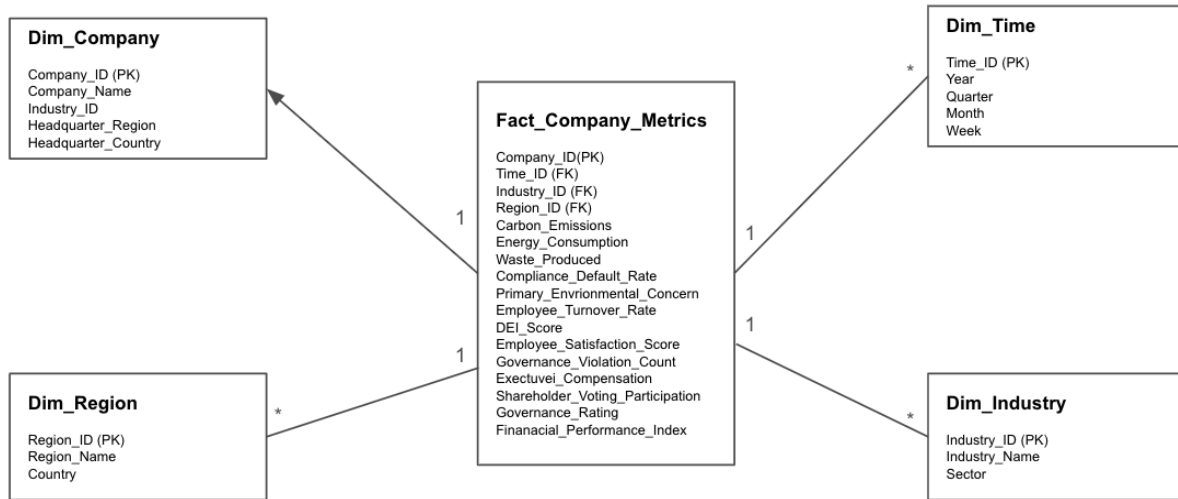 Dim_Company
Company_ID (PK)
Company_Name
Industry_ID
Headquarter_Region
Headquarter_Country
Dim_Time
Time_ID (PK)
Year
Quarter
Month
Week
*
1
1
Fact_Company_Metrics
Company_ID(PK)
Time_ID (FK)
Industry_ID (FK)
Region_ID (FK)
Carbon_Emissions
Energy_Consumption
Waste_Produced
Compliance_Default_Rate
Primary_Envrionmental_Concern
Employee_Turnover_Rate
DEI_Score
Employee_Satisfaction_Score
Governance_Violation_Count
Exectuvei_Compensation
Shareholder_Voting_Participation
Governance_Rating
Finanacial_Performance_Index
1
1
*
*
Dim_Region
Region_ID (PK)
Region_Name
Country
Dim_Industry
Industry_ID (PK)
Industry_Name
Sector